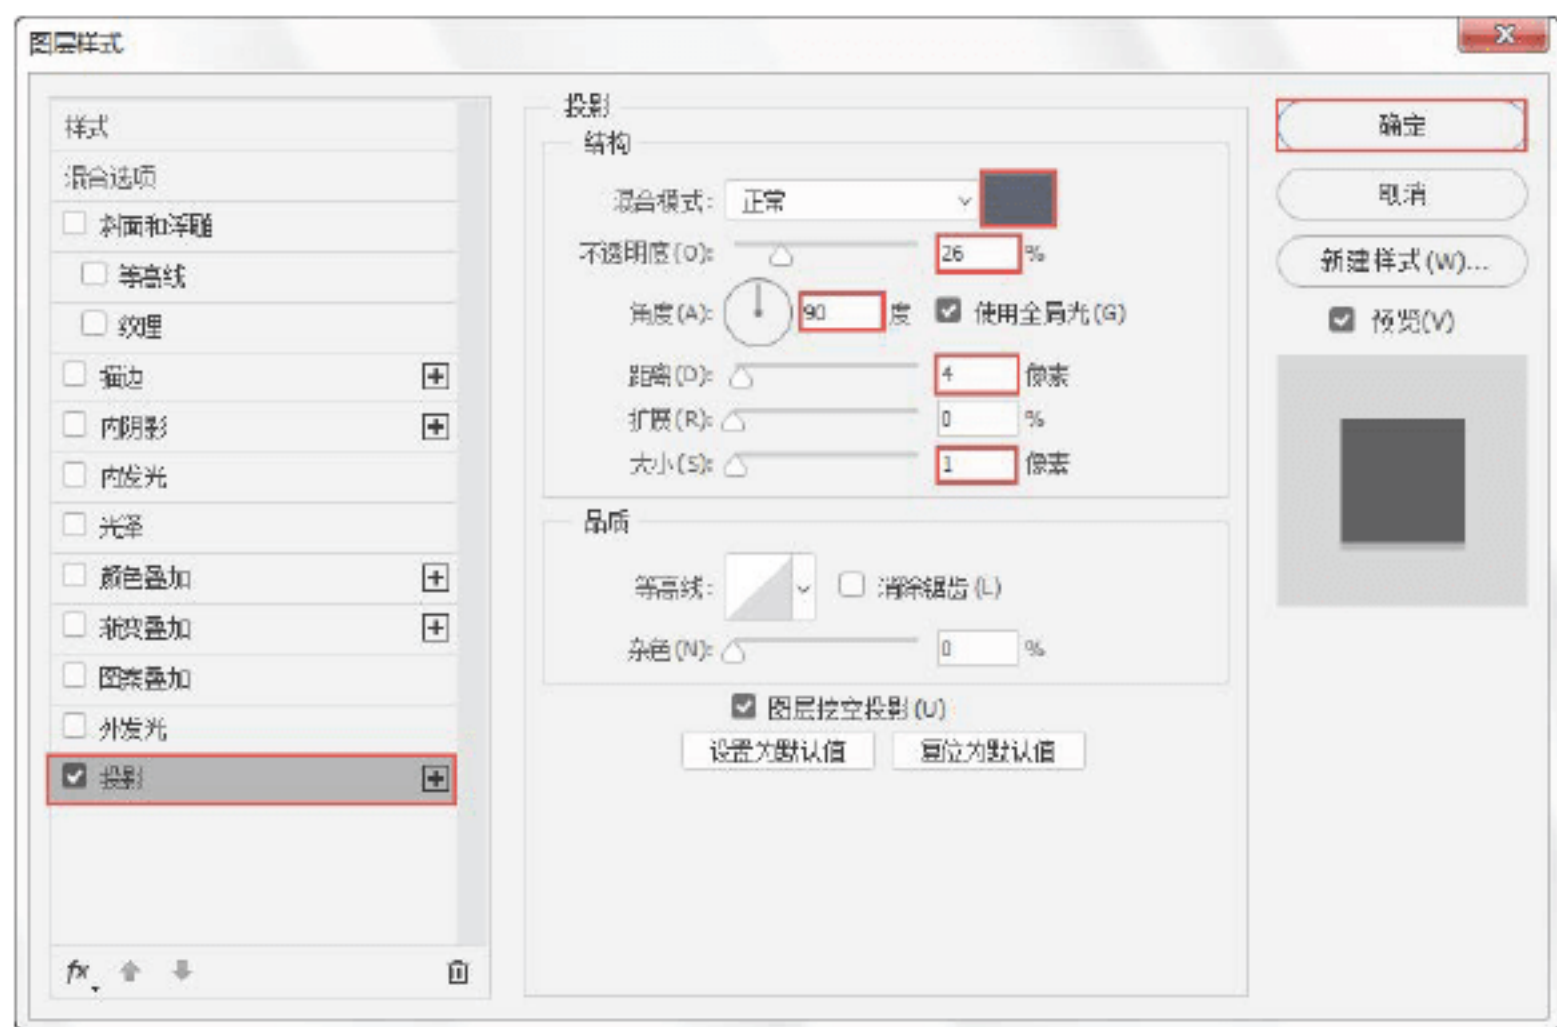 图层样式
样式
混合选项
斜面和浮雕
等高线
纹理
描边
内阴影
内发光
光泽
颜色叠加
渐变叠加
图案叠加
外发光
投影
fx
投影
结构
混合模式: 正常
不透明度(O): 26 %
角度(A): 90 度 使用全局光(G)
距离(D): 4 像素
扩展(R): 0 %
大小(S): 1 像素
品质
等高线: 消除锯齿(L)
杂色(N): 0 %
图层挖空投影(U)
设置为默认值 复位为默认值
确定
取消
新建样式(W)...
预览(V)